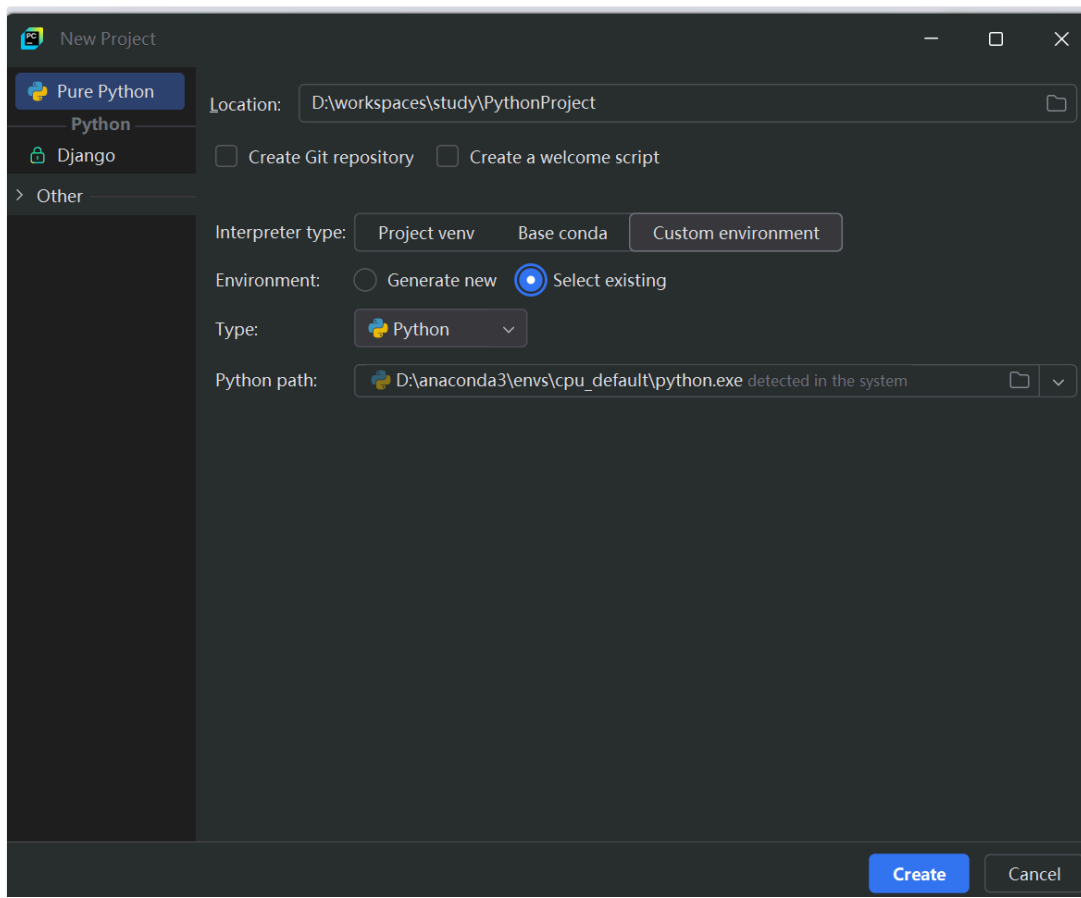 New Project
Pure Python
Python
Django
Other
Location: D:\workspaces\study\PythonProject
Create Git repository Create a welcome script
Interpreter type: Project venv Base conda Custom environment
Environment: Generate new Select existing
Type: Python
Python path: D:\anaconda3\envs\cpu_default\python.exe detected in the system
Create Cancel